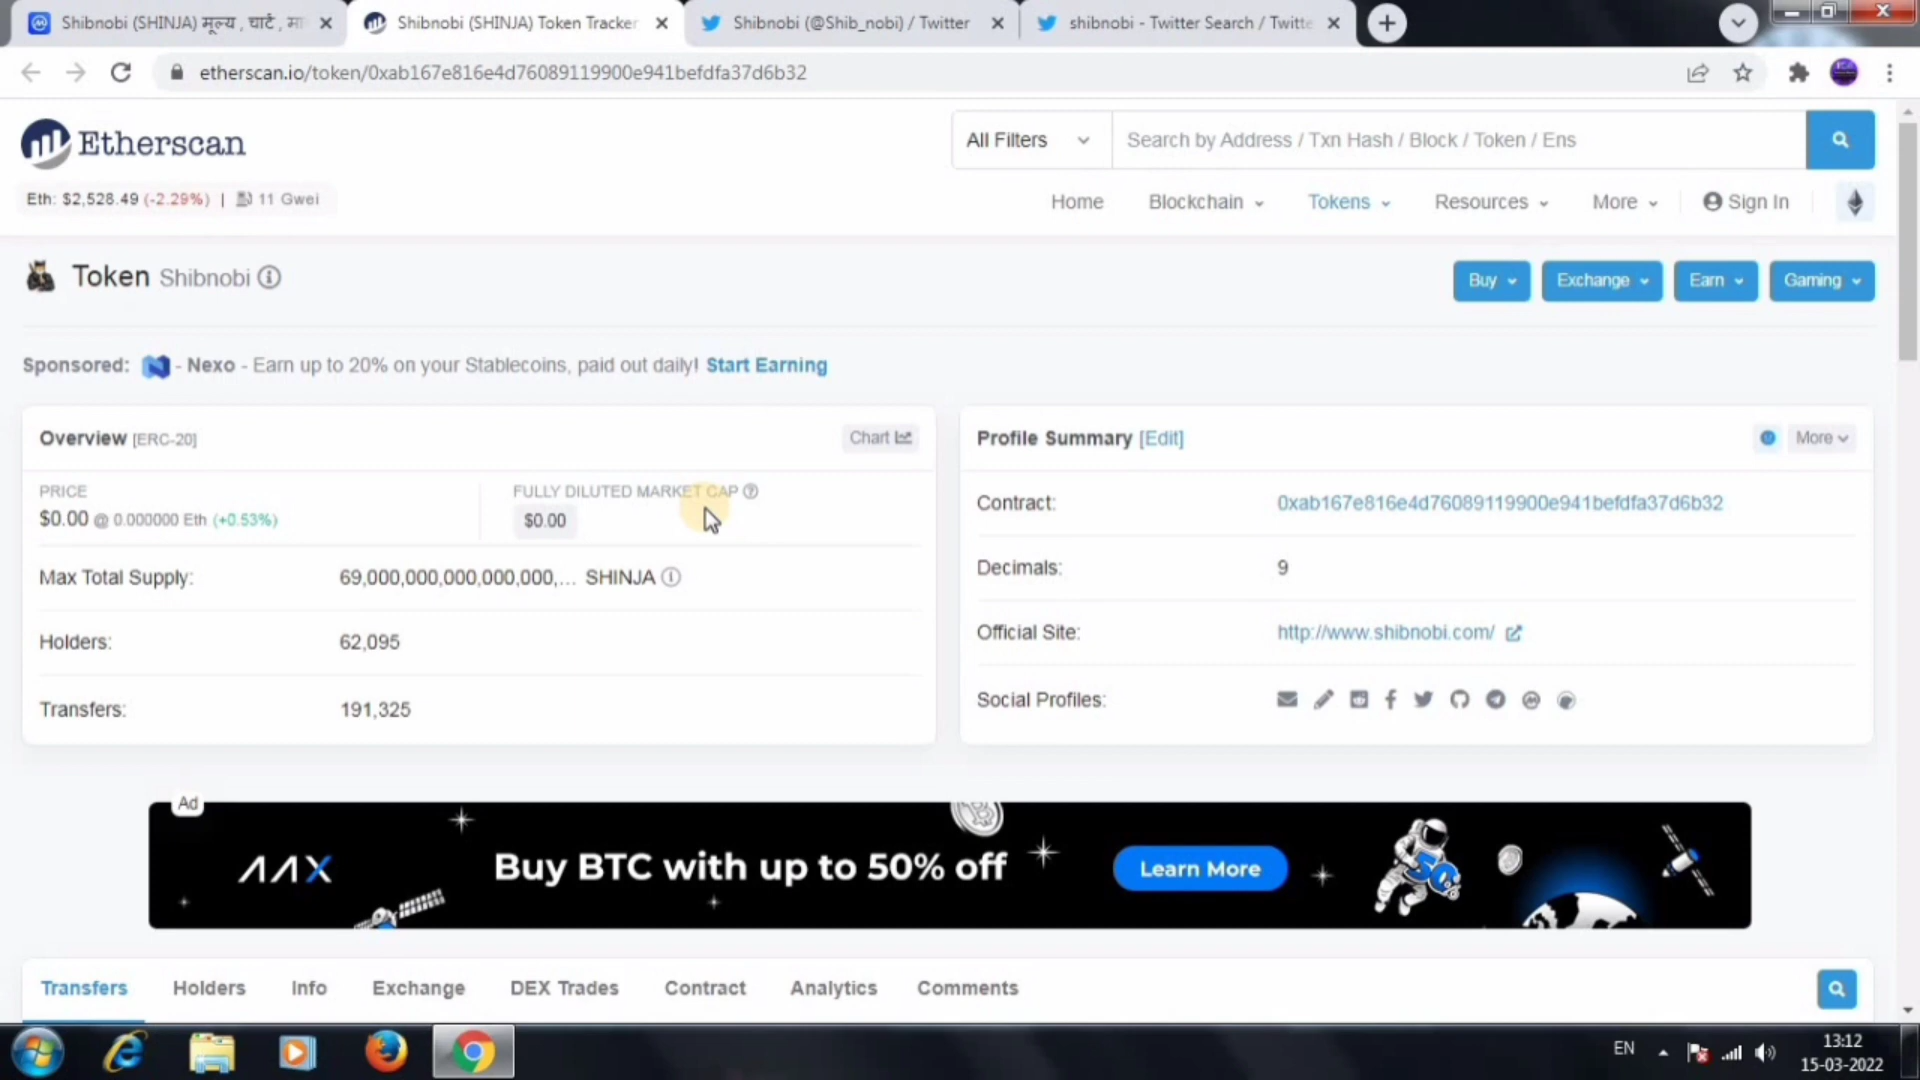 Shibnobi (SHINJA) मूल्य , चार्ट , मा
Shibnobi (SHINJA) Token Tracker
Shibnobi (@Shib_nobi) / Twitter
shibnobi - Twitter Search / Twitte
etherscan.io/token/0xab167e816e4d76089119900e941befdfa37d6b32
Etherscan
All Filters
Search by Address / Txn Hash / Block / Token / Ens
Eth: $2,528.49 (-2.29%) | 11 Gwei
Home Blockchain Tokens Resources More Sign In
Token Shibnobi
Buy Exchange Earn Gaming
Sponsored: - Nexo - Earn up to 20% on your Stablecoins, paid out daily! Start Earning
Overview [ERC-20]
Chart
PRICE
$0.00 @ 0.000000 Eth (+0.53%)
FULLY DILUTED MARKET CAP
$0.00
Max Total Supply: 69,000,000,000,000,000,... SHINJA
Holders: 62,095
Transfers: 191,325
Profile Summary [Edit]
More
Contract: 0xab167e816e4d76089119900e941befdfa37d6b32
Decimals: 9
Official Site: http://www.shibnobi.com/
Social Profiles:
Ad
AAX
Buy BTC with up to 50% off
Learn More
50%
Transfers Holders Info Exchange DEX Trades Contract Analytics Comments
EN
13:12
15-03-2022